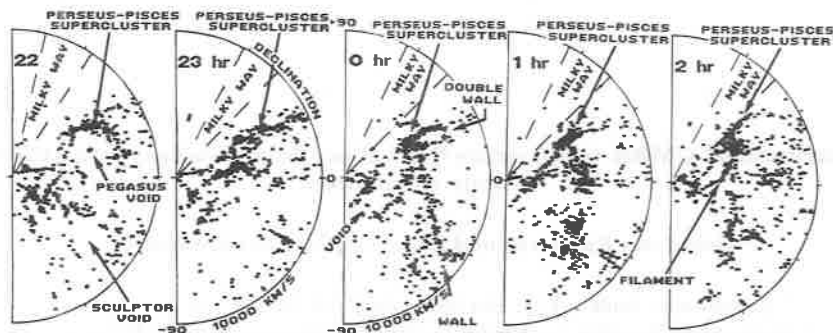 PERSEUS-PISCES
SUPERCLUSTER
22
MILKY WAY
PEGASUS
VOID
SCULPTOR
VOID
PERSEUS-PISCES
SUPERCLUSTER
23 hr
MILKY WAY
DECLINATION
+90
0
-90
10000 KM/S
PERSEUS-PISCES
SUPERCLUSTER
0 hr
MILKY
WAY
DOUBLE
WALL
VOID
WALL
-90
10000 KM/S
0
PERSEUS-PISCES
SUPERCLUSTER
1 hr
MILKY
WAY
FILAMENT
PERSEUS-PISCES
SUPERCLUSTER
2 hr
MILKY
WAY